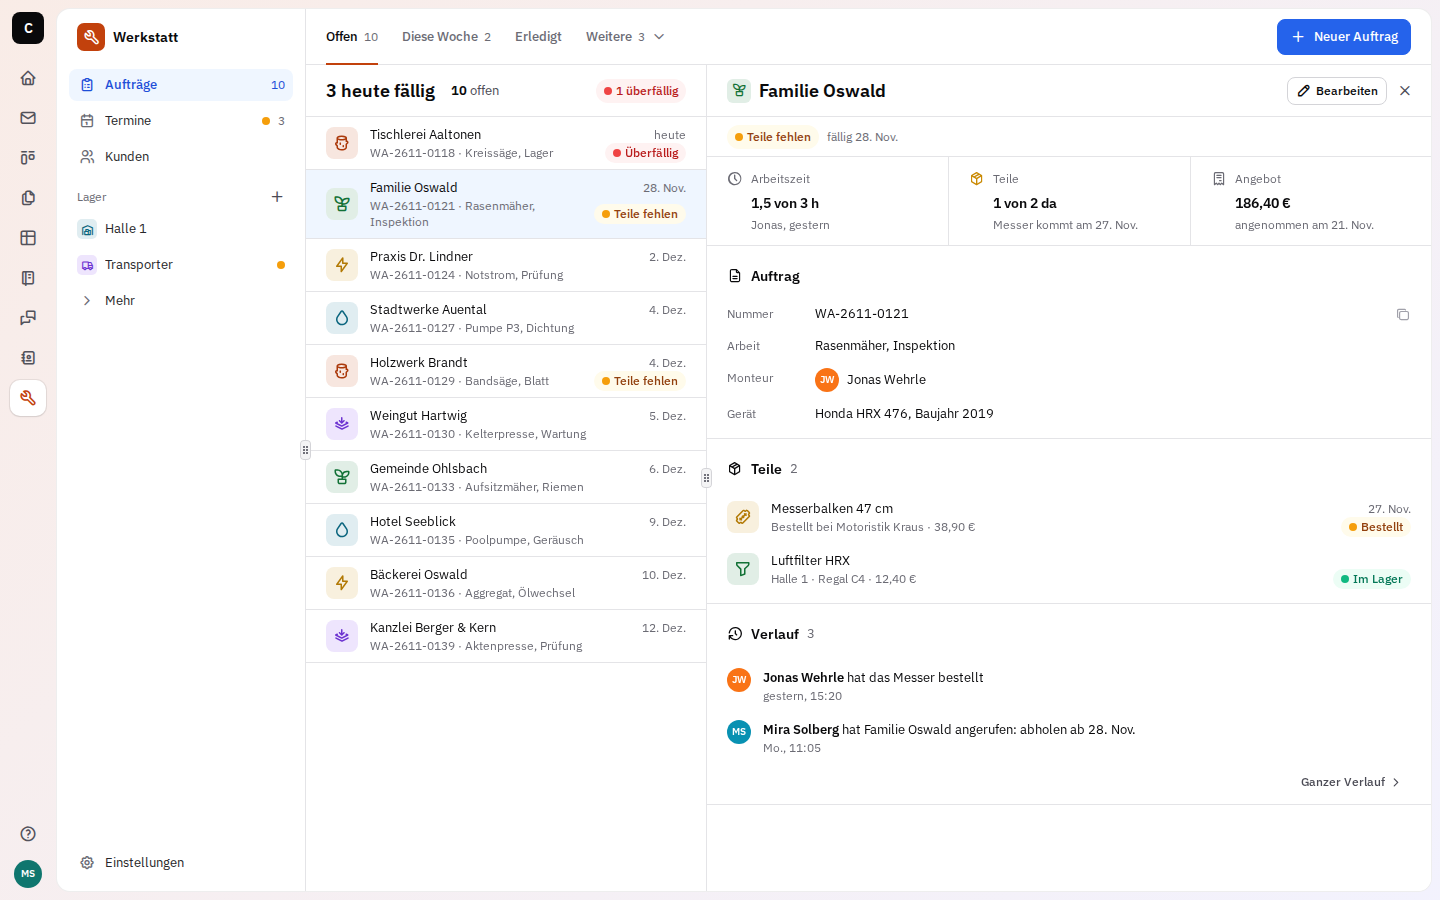 C
Werkstatt
Aufträge 10
Termine 3
Kunden
Lager
Halle 1
Transporter
Mehr
Einstellungen
MS
Offen 10
Diese Woche 2
Erledigt
Weitere 3
Neuer Auftrag
3 heute fällig 10 offen 1 überfällig
Tischlerei Aaltonen heute
WA-2611-0118 · Kreissäge, Lager Überfällig
Familie Oswald 28. Nov.
WA-2611-0121 · Rasenmäher, Teile fehlen
Inspektion
Praxis Dr. Lindner 2. Dez.
WA-2611-0124 · Notstrom, Prüfung
Stadtwerke Auental 4. Dez.
WA-2611-0127 · Pumpe P3, Dichtung
Holzwerk Brandt 4. Dez.
WA-2611-0129 · Bandsäge, Blatt Teile fehlen
Weingut Hartwig 5. Dez.
WA-2611-0130 · Kelterpresse, Wartung
Gemeinde Ohlsbach 6. Dez.
WA-2611-0133 · Aufsitzmäher, Riemen
Hotel Seeblick 9. Dez.
WA-2611-0135 · Poolpumpe, Geräusch
Bäckerei Oswald 10. Dez.
WA-2611-0136 · Aggregat, Ölwechsel
Kanzlei Berger & Kern 12. Dez.
WA-2611-0139 · Aktenpresse, Prüfung
Familie Oswald Bearbeiten
Teile fehlen fällig 28. Nov.
Arbeitszeit
1,5 von 3 h
Jonas, gestern
Teile
1 von 2 da
Messer kommt am 27. Nov.
Angebot
186,40 €
angenommen am 21. Nov.
Auftrag
Nummer WA-2611-0121
Arbeit Rasenmäher, Inspektion
Monteur JW Jonas Wehrle
Gerät Honda HRX 476, Baujahr 2019
Teile 2
Messerbalken 47 cm 27. Nov.
Bestellt bei Motoristik Kraus · 38,90 € Bestellt
Luftfilter HRX
Halle 1 · Regal C4 · 12,40 € Im Lager
Verlauf 3
JW Jonas Wehrle hat das Messer bestellt
gestern, 15:20
MS Mira Solberg hat Familie Oswald angerufen: abholen ab 28. Nov.
Mo., 11:05
Ganzer Verlauf